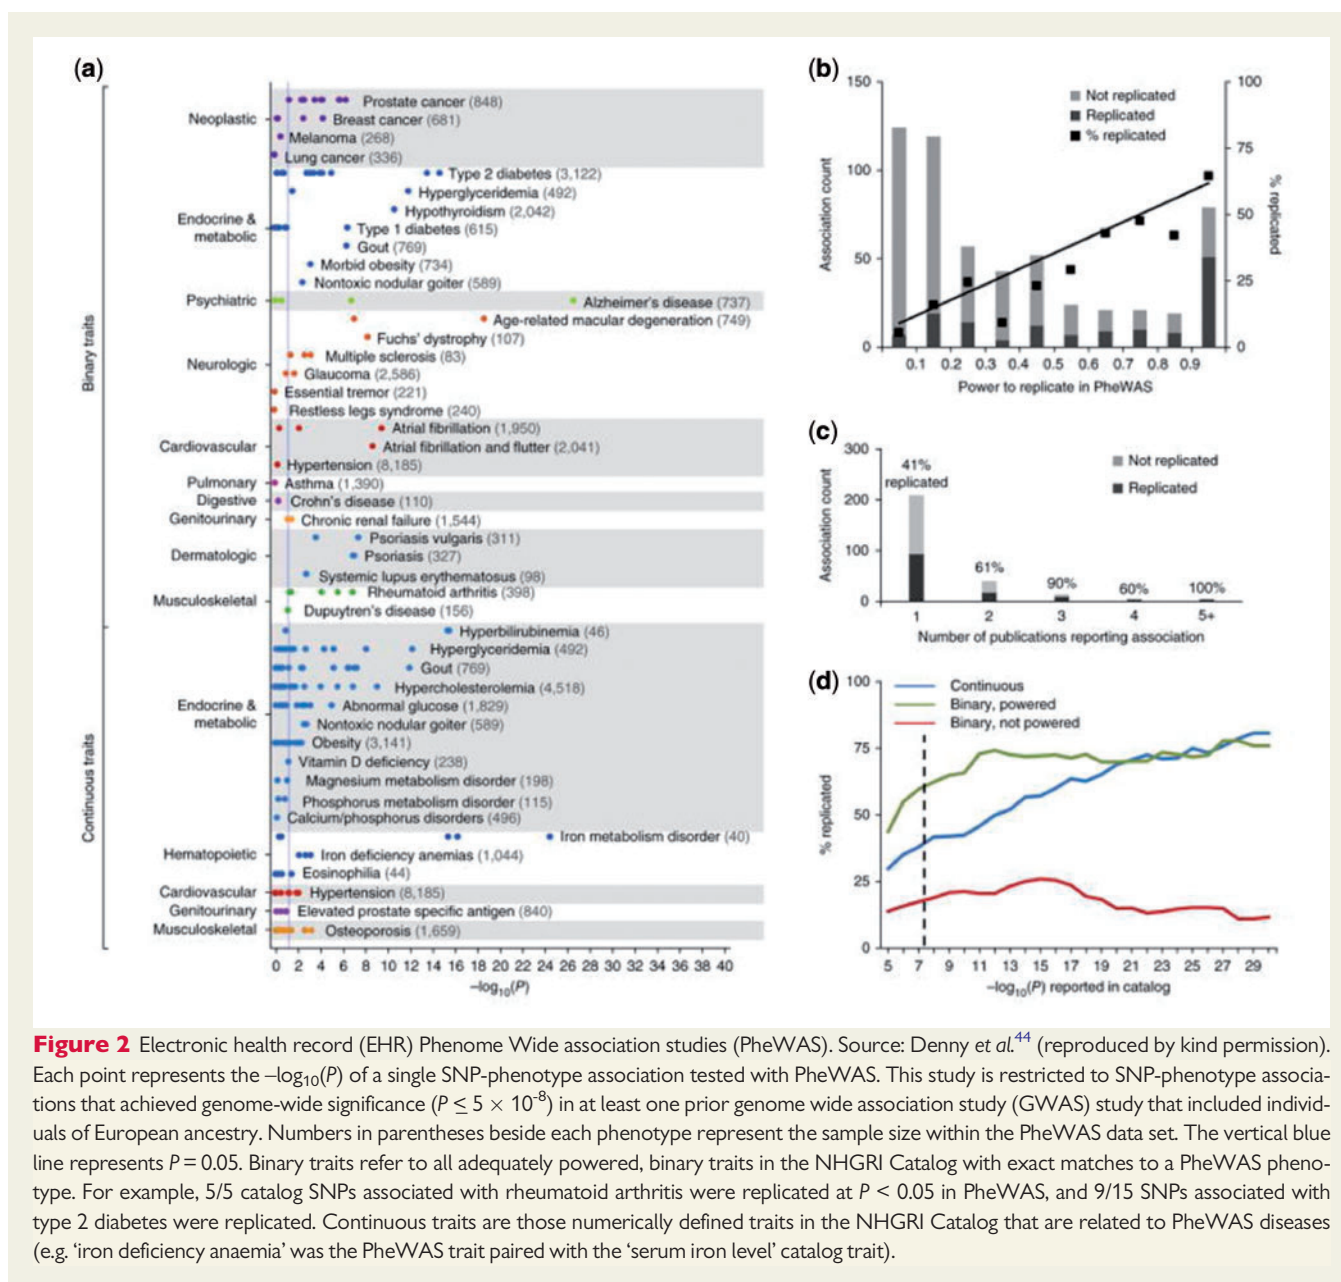 (a)
Binary traits
Continuous traits
Neoplastic
Prostate cancer (848)
Breast cancer (681)
Melanoma (268)
Lung cancer (336)
Endocrine &
metabolic
Type 2 diabetes (3,122)
Hyperglyceridemia (492)
Hypothyroidism (2,042)
Type 1 diabetes (615)
Gout (769)
Morbid obesity (734)
Nontoxic nodular goiter (589)
Psychiatric
Alzheimer's disease (737)
Neurologic
Age-related macular degeneration (749)
Fuchs' dystrophy (107)
Multiple sclerosis (83)
Glaucoma (2,586)
Essential tremor (221)
Restless legs syndrome (240)
Cardiovascular
Atrial fibrillation (1,950)
Atrial fibrillation and flutter (2,041)
Hypertension (8,185)
Pulmonary
Asthma (1,390)
Digestive
Crohn's disease (110)
Genitourinary
Chronic renal failure (1,544)
Dermatologic
Psoriasis vulgaris (311)
Psoriasis (327)
Systemic lupus erythematosus (98)
Musculoskeletal
Rheumatoid arthritis (398)
Dupuytren's disease (156)
Endocrine &
metabolic
Hyperbilirubinemia (46)
Hyperglyceridemia (492)
Gout (769)
Hypercholesterolemia (4,518)
Abnormal glucose (1,829)
Nontoxic nodular goiter (589)
Obesity (3,141)
Vitamin D deficiency (238)
Magnesium metabolism disorder (198)
Phosphorus metabolism disorder (115)
Calcium/phosphorus disorders (496)
Hematopoietic
Iron metabolism disorder (40)
Iron deficiency anemias (1,044)
Eosinophilia (44)
Cardiovascular
Hypertension (8,185)
Genitourinary
Elevated prostate specific antigen (840)
Musculoskeletal
Osteoporosis (1,659)
0 2 4 6 8 10 12 14 16 18 20 22 24 26 28 30 32 34 36 38 40
–log10(P)
(b)
150
100
50
0
Association count
Not replicated
Replicated
% replicated
100
75
50
25
0
% replicated
0.1 0.2 0.3 0.4 0.5 0.6 0.7 0.8 0.9
Power to replicate in PheWAS
(c)
300
200
100
0
Association count
41%
replicated
61%
90%
60%
100%
Not replicated
Replicated
1 2 3 4 5+
Number of publications reporting association
(d)
100
75
50
25
0
% replicated
Continuous
Binary, powered
Binary, not powered
5 7 9 11 13 15 17 19 21 23 25 27 29
–log10(P) reported in catalog
Figure 2 Electronic health record (EHR) Phenome Wide association studies (PheWAS). Source: Denny et al.44 (reproduced by kind permission).
Each point represents the –log10(P) of a single SNP-phenotype association tested with PheWAS. This study is restricted to SNP-phenotype associa-
tions that achieved genome-wide significance (P ≤ 5 × 10-8) in at least one prior genome wide association study (GWAS) study that included individ-
uals of European ancestry. Numbers in parentheses beside each phenotype represent the sample size within the PheWAS data set. The vertical blue
line represents P = 0.05. Binary traits refer to all adequately powered, binary traits in the NHGRI Catalog with exact matches to a PheWAS pheno-
type. For example, 5/5 catalog SNPs associated with rheumatoid arthritis were replicated at P < 0.05 in PheWAS, and 9/15 SNPs associated with
type 2 diabetes were replicated. Continuous traits are those numerically defined traits in the NHGRI Catalog that are related to PheWAS diseases
(e.g. 'iron deficiency anaemia' was the PheWAS trait paired with the 'serum iron level' catalog trait).